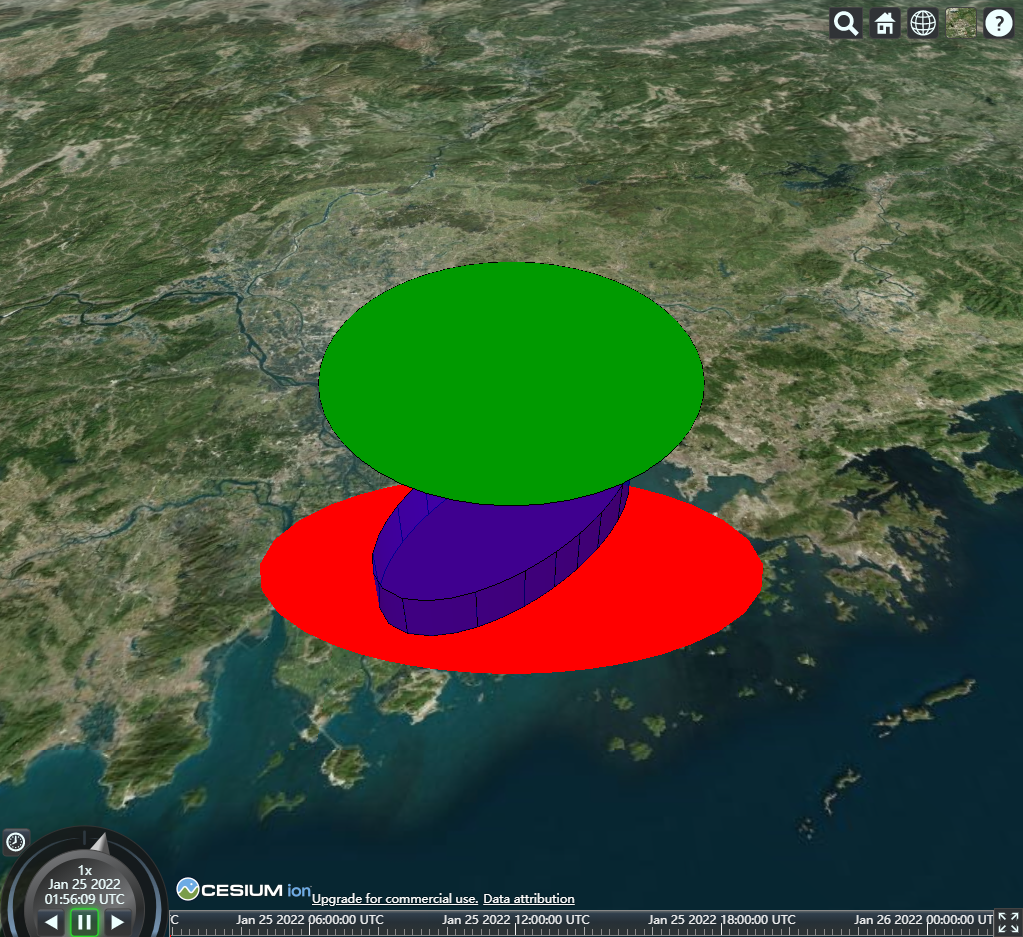 ?
1x
Jan 25 2022
01:56:09 UTC
CESIUM ion
Upgrade for commercial use. Data attribution
C
Jan 25 2022 06:00:00 UTC
Jan 25 2022 12:00:00 UTC
Jan 25 2022 18:00:00 UTC
Jan 26 2022 00:00:00 UT